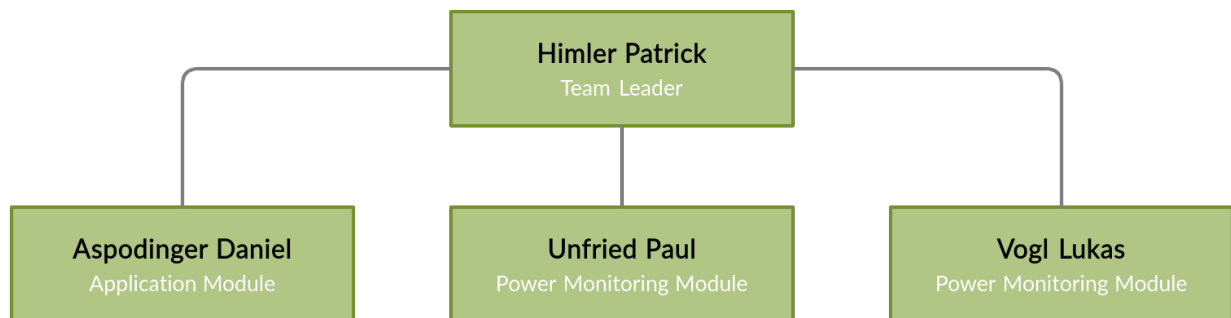 Himler Patrick
Team Leader
Aspodinger Daniel
Application Module
Unfried Paul
Power Monitoring Module
Vogl Lukas
Power Monitoring Module